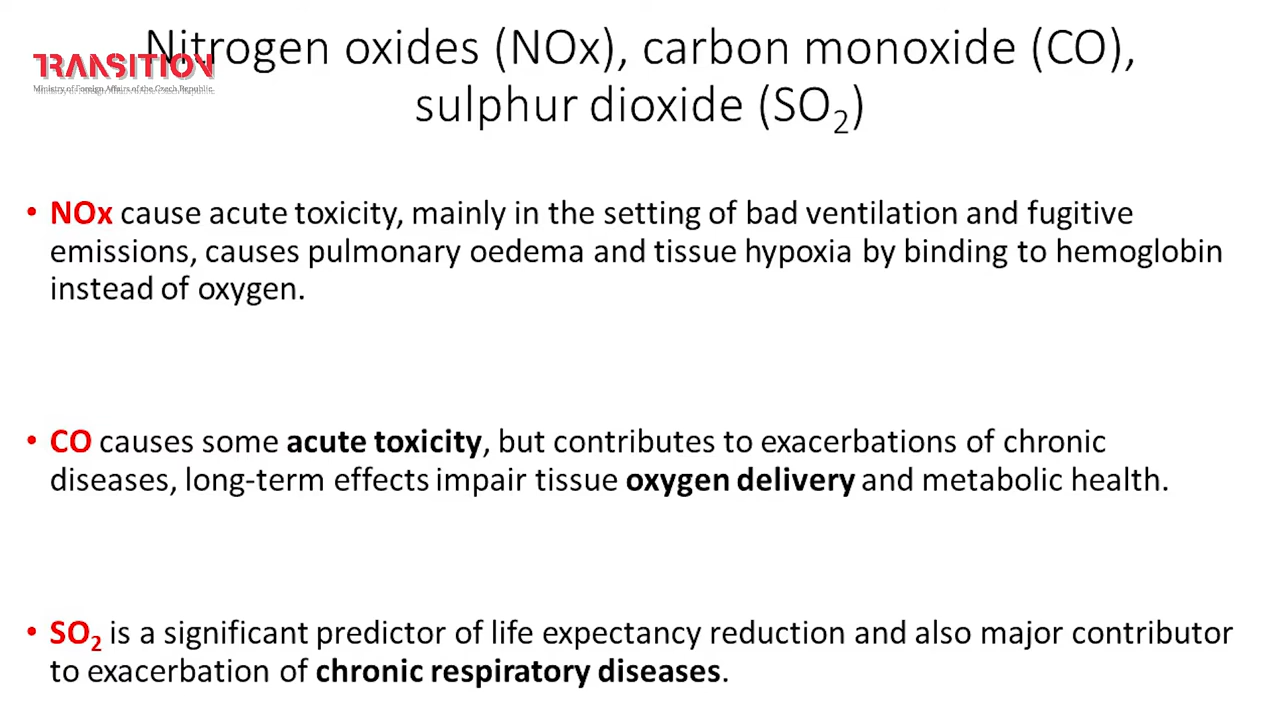 Nitrogen oxides (NOx), carbon monoxide (CO),
sulphur dioxide (SO₂)
TRANSITION
Ministry of Foreign Affairs of the Czech Republic
• NOx cause acute toxicity, mainly in the setting of bad ventilation and fugitive
emissions, causes pulmonary oedema and tissue hypoxia by binding to hemoglobin
instead of oxygen.
• CO causes some acute toxicity, but contributes to exacerbations of chronic
diseases, long-term effects impair tissue oxygen delivery and metabolic health.
• SO₂ is a significant predictor of life expectancy reduction and also major contributor
to exacerbation of chronic respiratory diseases.